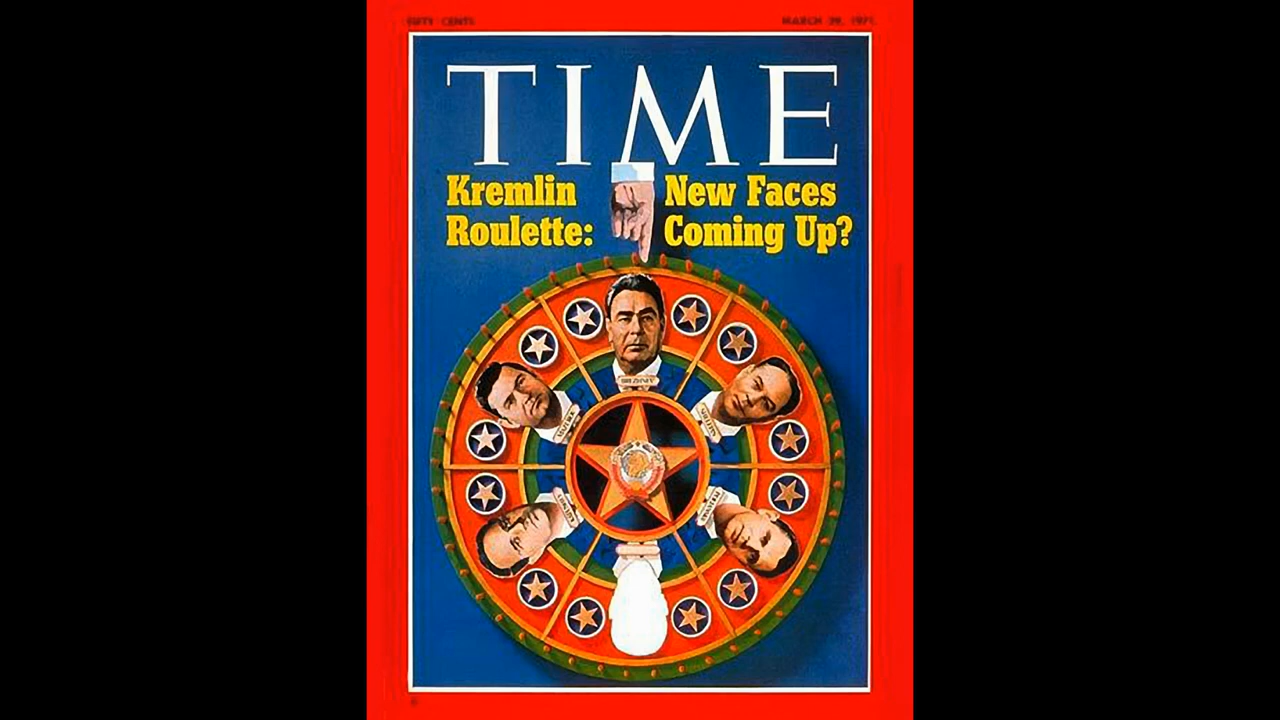 FIFTY CENTS
MARCH 29, 1971
TIME
Kremlin
Roulette:
New Faces
Coming Up?
BREZHNEV